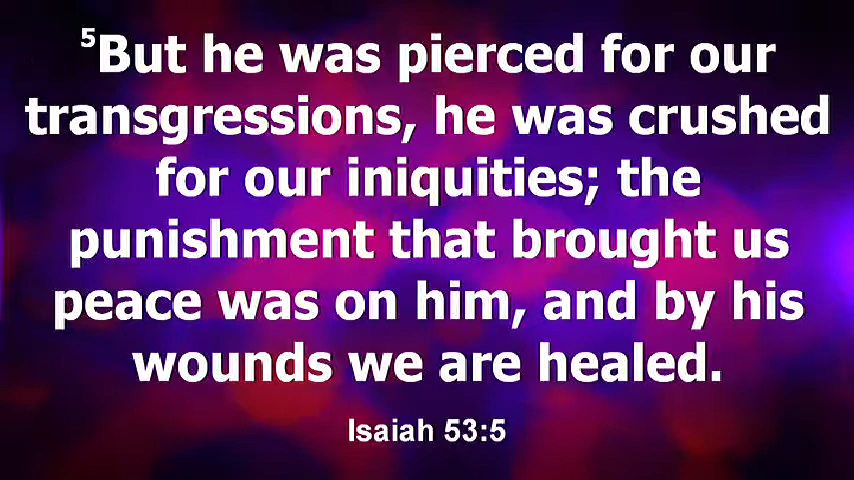 ⁵But he was pierced for our
transgressions, he was crushed
for our iniquities; the
punishment that brought us
peace was on him, and by his
wounds we are healed.
Isaiah 53:5